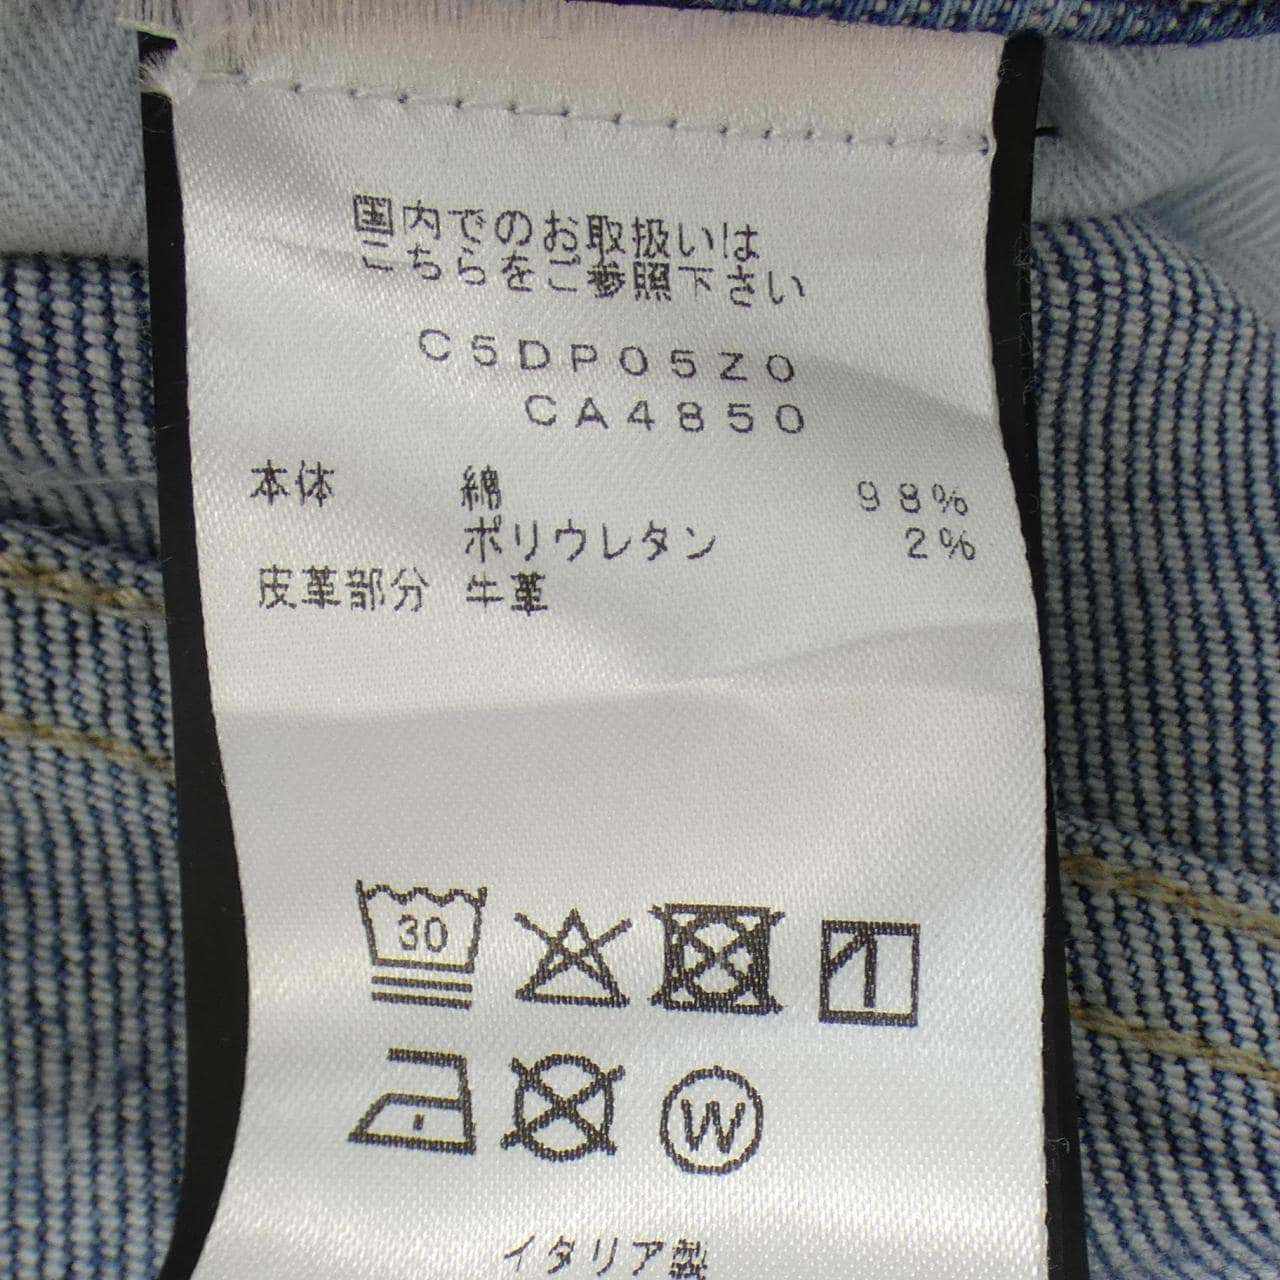 国内でのお取扱いは
こちらをご参照下さい
C5DP05Z0
CA4850
本体 綿 98%
ポリウレタン 2%
皮革部分 牛革
30
W
イタリア製